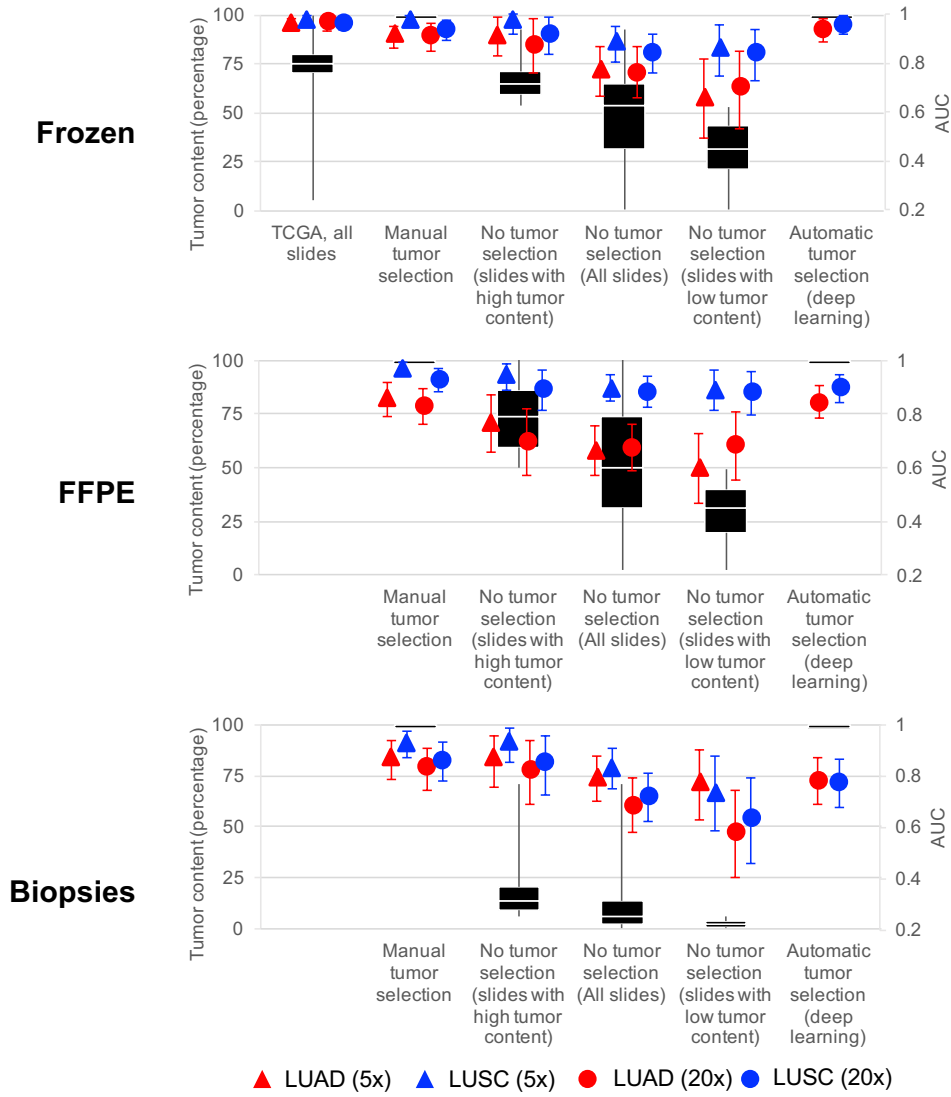 Frozen
Tumor content (percentage)
100
75
50
25
0
1
0.8
0.6
0.4
0.2
AUC
TCGA, all
slides
Manual
tumor
selection
No tumor
selection
(slides with
high tumor
content)
No tumor
selection
(All slides)
No tumor
selection
(slides with
low tumor
content)
Automatic
tumor
selection
(deep
learning)
FFPE
Tumor content (percentage)
100
75
50
25
0
1
0.8
0.6
0.4
0.2
AUC
Manual
tumor
selection
No tumor
selection
(slides with
high tumor
content)
No tumor
selection
(All slides)
No tumor
selection
(slides with
low tumor
content)
Automatic
tumor
selection
(deep
learning)
Biopsies
Tumor content (percentage)
100
75
50
25
0
1
0.8
0.6
0.4
0.2
AUC
Manual
tumor
selection
No tumor
selection
(slides with
high tumor
content)
No tumor
selection
(All slides)
No tumor
selection
(slides with
low tumor
content)
Automatic
tumor
selection
(deep
learning)
LUAD (5x) LUSC (5x) LUAD (20x) LUSC (20x)